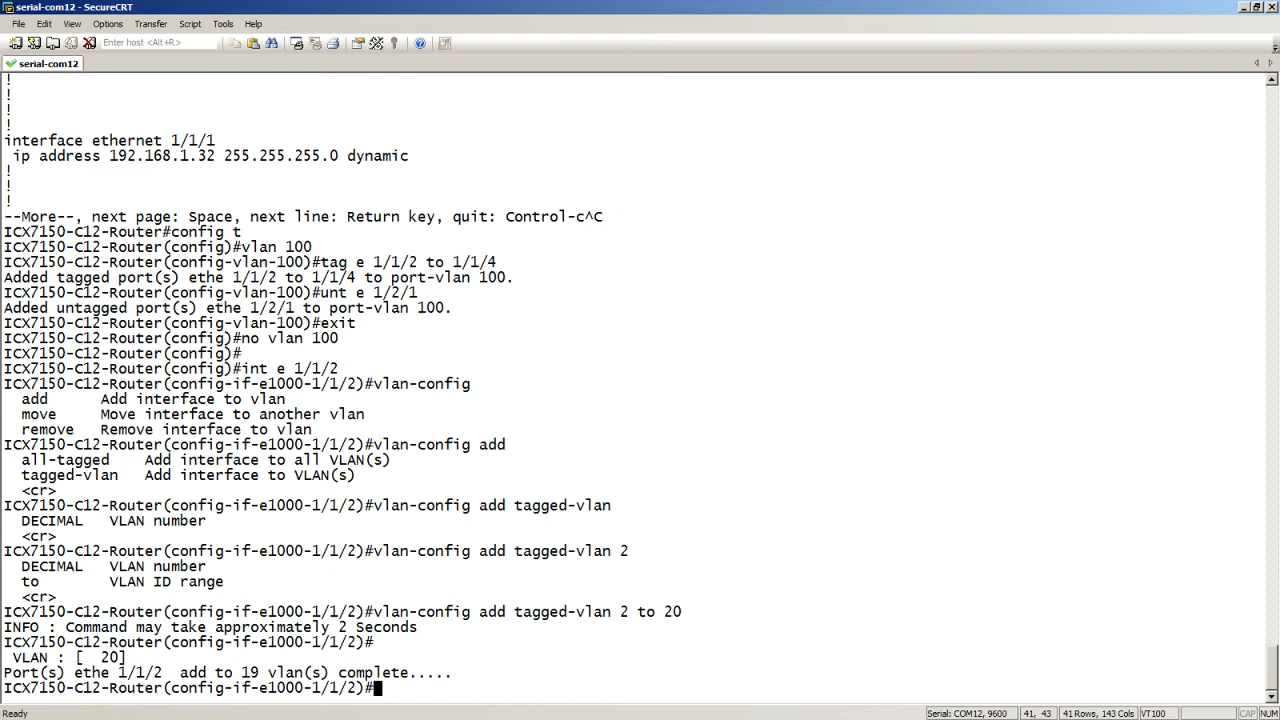 serial-com12 - SecureCRT
File Edit View Options Transfer Script Tools Help
Enter host <Alt+R>
serial-com12
!
!
!
!
interface ethernet 1/1/1
 ip address 192.168.1.32 255.255.255.0 dynamic
!
!
!
--More--, next page: Space, next line: Return key, quit: Control-c^C
ICX7150-C12-Router#config t
ICX7150-C12-Router(config)#vlan 100
ICX7150-C12-Router(config-vlan-100)#tag e 1/1/2 to 1/1/4
Added tagged port(s) ethe 1/1/2 to 1/1/4 to port-vlan 100.
ICX7150-C12-Router(config-vlan-100)#unt e 1/2/1
Added untagged port(s) ethe 1/2/1 to port-vlan 100.
ICX7150-C12-Router(config-vlan-100)#exit
ICX7150-C12-Router(config)#no vlan 100
ICX7150-C12-Router(config)#
ICX7150-C12-Router(config)#int e 1/1/2
ICX7150-C12-Router(config-if-e1000-1/1/2)#vlan-config
  add      Add interface to vlan
  move     Move interface to another vlan
  remove   Remove interface to vlan
ICX7150-C12-Router(config-if-e1000-1/1/2)#vlan-config add
  all-tagged    Add interface to all VLAN(s)
  tagged-vlan   Add interface to VLAN(s)
  <cr>
ICX7150-C12-Router(config-if-e1000-1/1/2)#vlan-config add tagged-vlan
  DECIMAL   VLAN number
  <cr>
ICX7150-C12-Router(config-if-e1000-1/1/2)#vlan-config add tagged-vlan 2
  DECIMAL   VLAN number
  to        VLAN ID range
  <cr>
ICX7150-C12-Router(config-if-e1000-1/1/2)#vlan-config add tagged-vlan 2 to 20
INFO : Command may take approximately 2 Seconds
ICX7150-C12-Router(config-if-e1000-1/1/2)#
 VLAN : [  20]
Port(s) ethe 1/1/2  add to 19 vlan(s) complete.....
ICX7150-C12-Router(config-if-e1000-1/1/2)#
Ready Serial: COM12, 9600 41, 43 41 Rows, 143 Cols VT100 CAP NUM